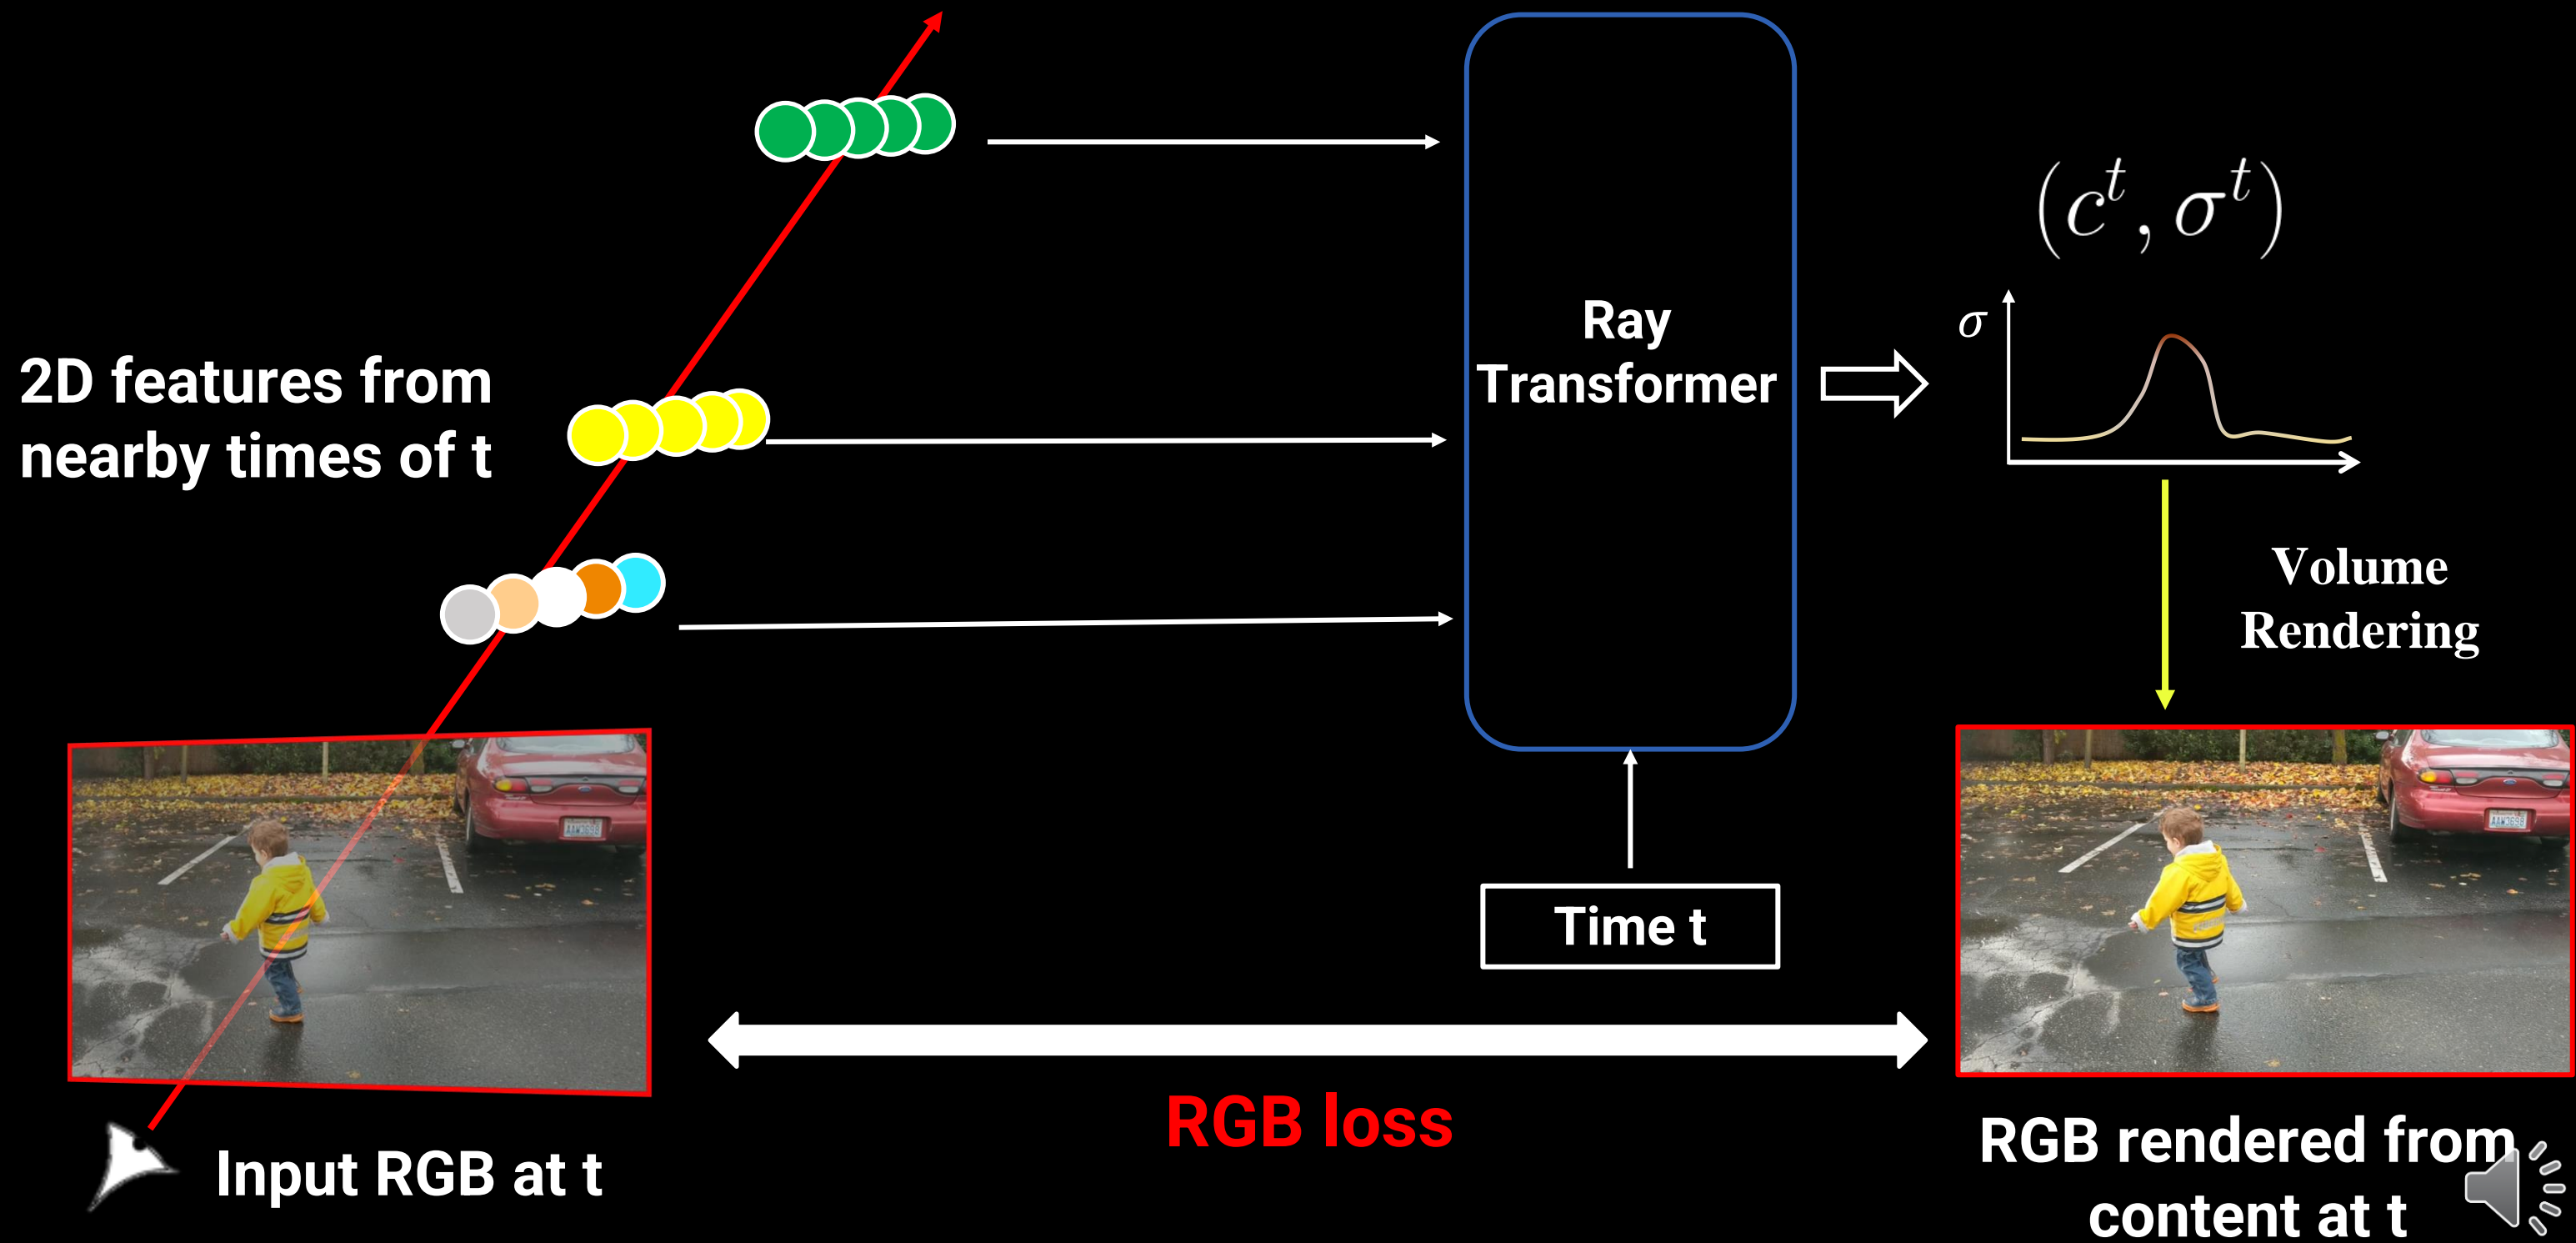 2D features from
nearby times of t
Ray
Transformer
(c^t, σ^t)
σ
Volume
Rendering
Time t
RGB loss
Input RGB at t
RGB rendered from
content at t